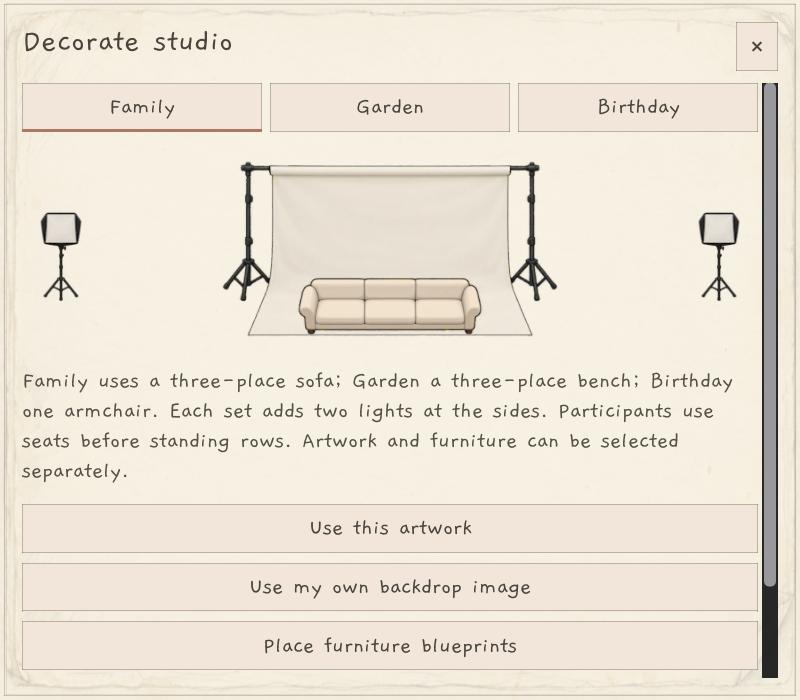 Decorate studio
×
Family
Garden
Birthday
Family uses a three-place sofa; Garden a three-place bench; Birthday
one armchair. Each set adds two lights at the sides. Participants use
seats before standing rows. Artwork and furniture can be selected
separately.
Use this artwork
Use my own backdrop image
Place furniture blueprints